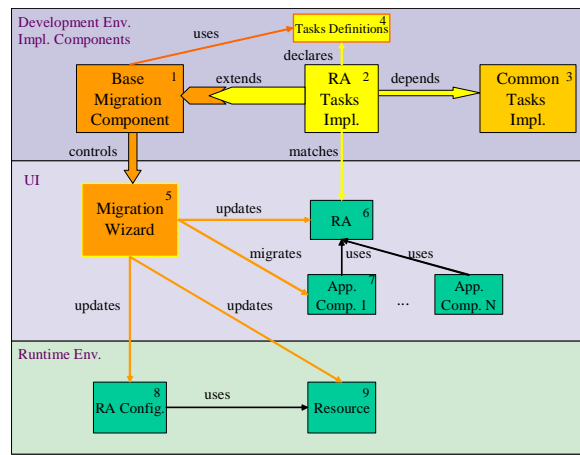 Development Env.
Impl. Components
uses
4
Tasks Definitions
declares
1
Base
Migration
Component
extends
2
RA
Tasks
Impl.
depends
3
Common
Tasks
Impl.
controls
matches
UI
5
Migration
Wizard
updates
6
RA
migrates
uses
uses
7
App.
Comp. 1
...
App.
Comp. N
updates
updates
Runtime Env.
8
RA Config.
uses
9
Resource